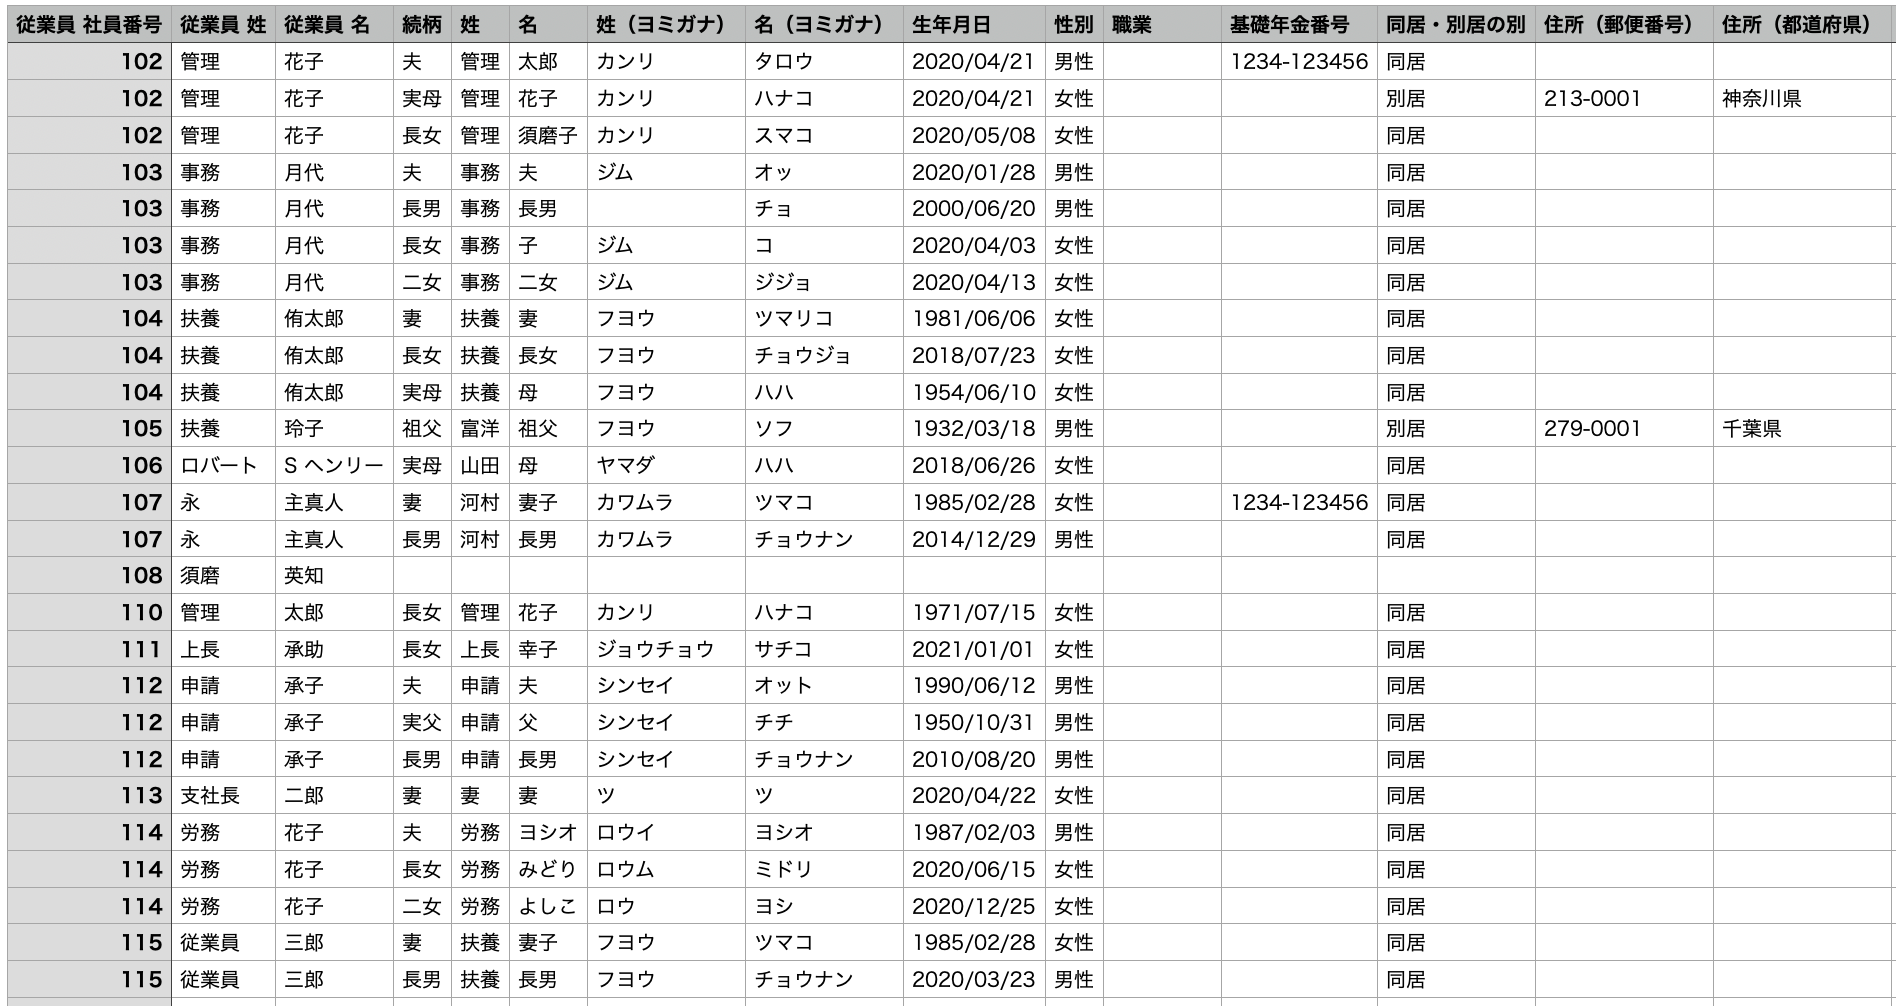 従業員 社員番号 従業員 姓 従業員 名 続柄 姓 名 姓（ヨミガナ） 名（ヨミガナ） 生年月日 性別 職業 基礎年金番号 同居・別居の別 住所（郵便番号） 住所（都道府県）
102 管理 花子 夫 管理 太郎 カンリ タロウ 2020/04/21 男性 1234-123456 同居
102 管理 花子 実母 管理 花子 カンリ ハナコ 2020/04/21 女性 別居 213-0001 神奈川県
102 管理 花子 長女 管理 須磨子 カンリ スマコ 2020/05/08 女性 同居
103 事務 月代 夫 事務 夫 ジム オッ 2020/01/28 男性 同居
103 事務 月代 長男 事務 長男 チョ 2000/06/20 男性 同居
103 事務 月代 長女 事務 子 ジム コ 2020/04/03 女性 同居
103 事務 月代 二女 事務 二女 ジム ジジョ 2020/04/13 女性 同居
104 扶養 侑太郎 妻 扶養 妻 フヨウ ツマリコ 1981/06/06 女性 同居
104 扶養 侑太郎 長女 扶養 長女 フヨウ チョウジョ 2018/07/23 女性 同居
104 扶養 侑太郎 実母 扶養 母 フヨウ ハハ 1954/06/10 女性 同居
105 扶養 玲子 祖父 富洋 祖父 フヨウ ソフ 1932/03/18 男性 別居 279-0001 千葉県
106 ロバート S ヘンリー 実母 山田 母 ヤマダ ハハ 2018/06/26 女性 同居
107 永 主真人 妻 河村 妻子 カワムラ ツマコ 1985/02/28 女性 1234-123456 同居
107 永 主真人 長男 河村 長男 カワムラ チョウナン 2014/12/29 男性 同居
108 須磨 英知
110 管理 太郎 長女 管理 花子 カンリ ハナコ 1971/07/15 女性 同居
111 上長 承助 長女 上長 幸子 ジョウチョウ サチコ 2021/01/01 女性 同居
112 申請 承子 夫 申請 夫 シンセイ オット 1990/06/12 男性 同居
112 申請 承子 実父 申請 父 シンセイ チチ 1950/10/31 男性 同居
112 申請 承子 長男 申請 長男 シンセイ チョウナン 2010/08/20 男性 同居
113 支社長 二郎 妻 妻 妻 ツ ツ 2020/04/22 女性 同居
114 労務 花子 夫 労務 ヨシオ ロウイ ヨシオ 1987/02/03 男性 同居
114 労務 花子 長女 労務 みどり ロウム ミドリ 2020/06/15 女性 同居
114 労務 花子 二女 労務 よしこ ロウ ヨシ 2020/12/25 女性 同居
115 従業員 三郎 妻 扶養 妻子 フヨウ ツマコ 1985/02/28 女性 同居
115 従業員 三郎 長男 扶養 長男 フヨウ チョウナン 2020/03/23 男性 同居